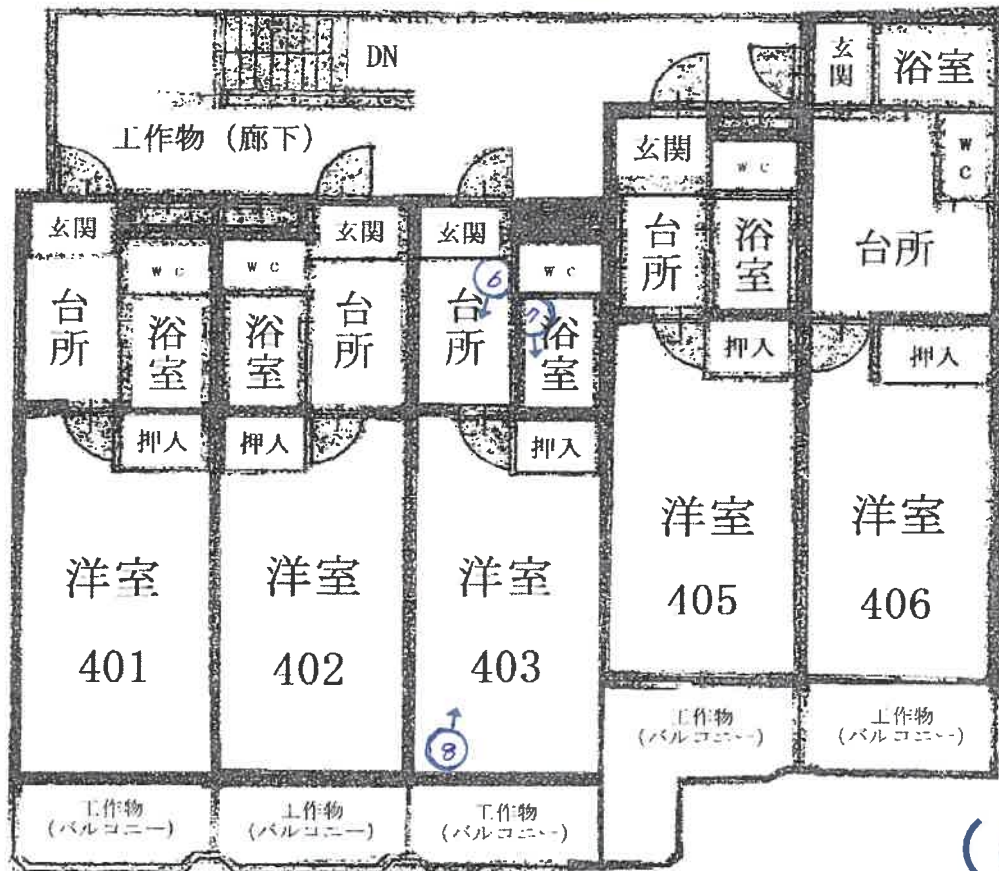 DN
工作物 (廊下)
玄関
浴室
wc
台所
玄関
wc
台所
浴室
押入
押入
玄関
wc
wc
玄関
玄関
wc
台所
浴室
浴室
台所
台所
浴室
⑥
⑦
押入
押入
押入
洋室
401
洋室
402
洋室
403
洋室
405
洋室
406
⑧
工作物
(バルコニー)
工作物
(バルコニー)
工作物
(バルコニー)
工作物
(バルコニー)
工作物
(バルコニー)
(